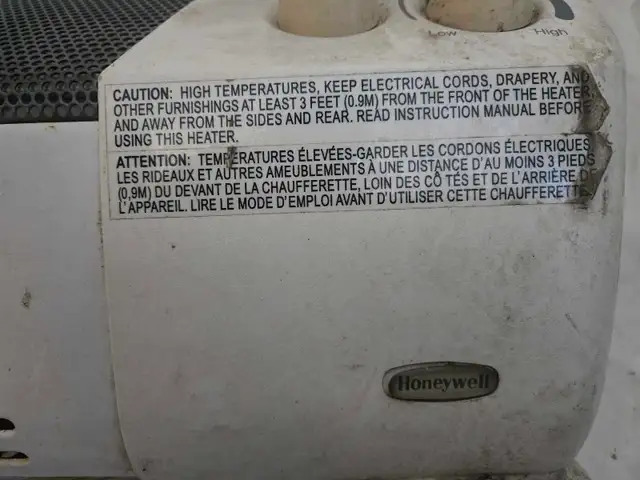 Low High
CAUTION: HIGH TEMPERATURES, KEEP ELECTRICAL CORDS, DRAPERY, AND
OTHER FURNISHINGS AT LEAST 3 FEET (0.9M) FROM THE FRONT OF THE HEATER
AND AWAY FROM THE SIDES AND REAR. READ INSTRUCTION MANUAL BEFORE
USING THIS HEATER.
ATTENTION: TEMPÉRATURES ÉLEVÉES-GARDER LES CORDONS ÉLECTRIQUES,
LES RIDEAUX ET AUTRES AMEUBLEMENTS À UNE DISTANCE D'AU MOINS 3 PIEDS
(0,9M) DU DEVANT DE LA CHAUFFERETTE, LOIN DES CÔTÉS ET DE L'ARRIÈRE DE
L'APPAREIL. LIRE LE MODE D'EMPLOI AVANT D'UTILISER CETTE CHAUFFERETTE.
Honeywell